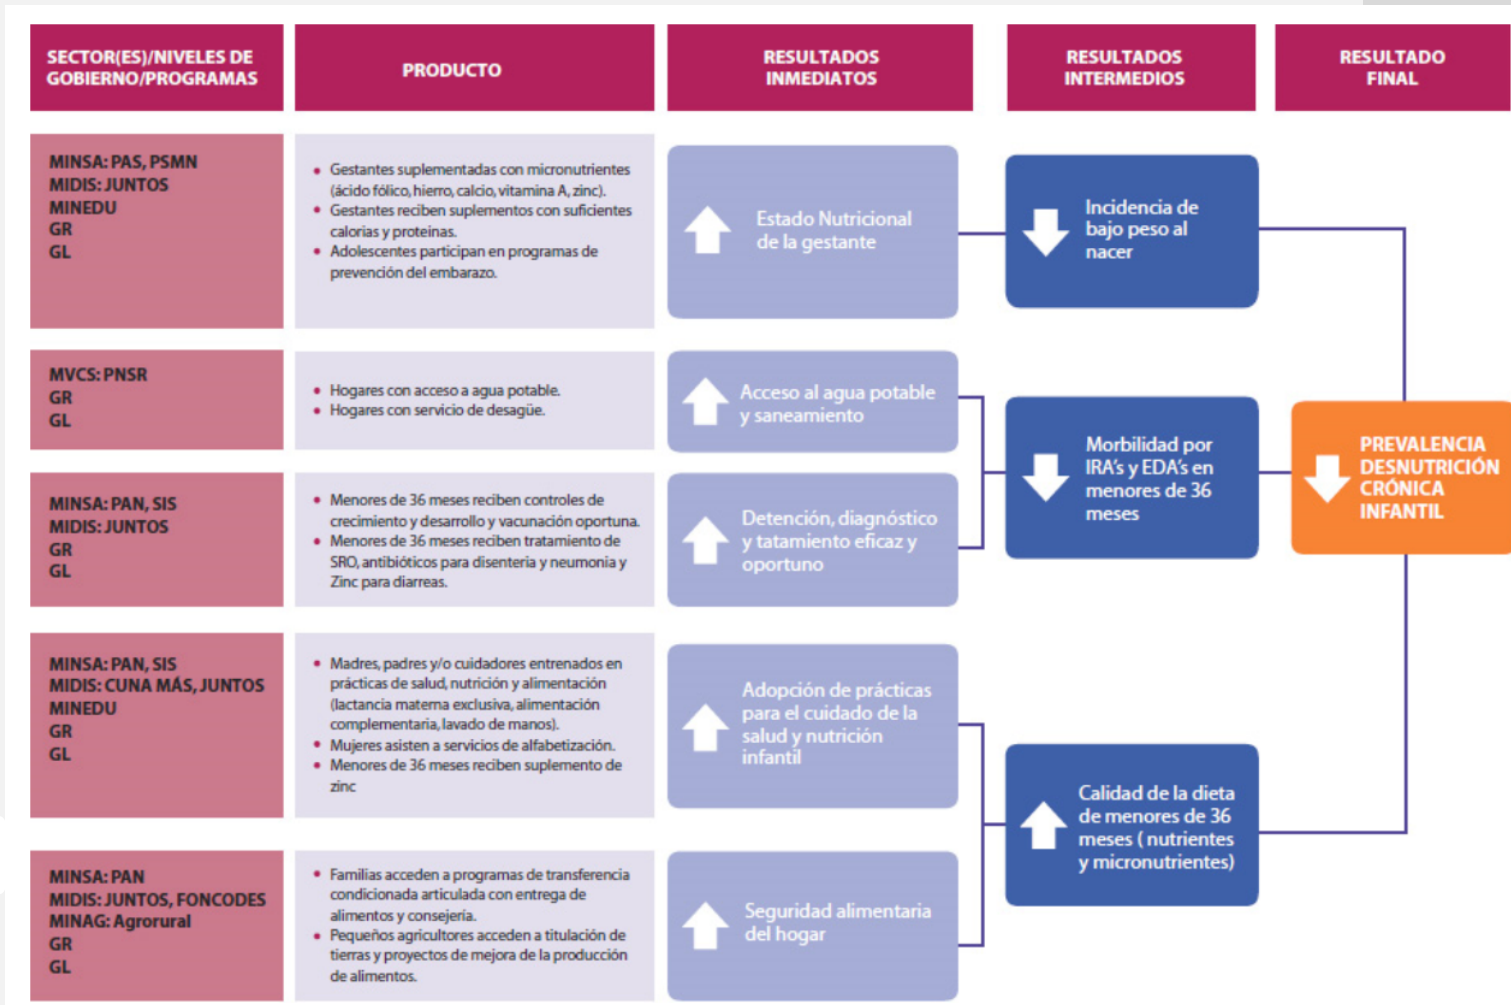 SECTOR(ES)/NIVELES DE
GOBIERNO/PROGRAMAS
PRODUCTO
RESULTADOS
INMEDIATOS
RESULTADOS
INTERMEDIOS
RESULTADO
FINAL
MINSA: PAS, PSMN
MIDIS: JUNTOS
MINEDU
GR
GL
• Gestantes suplementadas con micronutrientes
(ácido fólico, hierro, calcio, vitamina A, zinc).
• Gestantes reciben suplementos con suficientes
calorias y proteinas.
• Adolescentes participan en programas de
prevención del embarazo.
Estado Nutricional
de la gestante
Incidencia de
bajo peso al
nacer
MVCS: PNSR
GR
GL
• Hogares con acceso a agua potable.
• Hogares con servicio de desagüe.
Acceso al agua potable
y saneamiento
MINSA: PAN, SIS
MIDIS: JUNTOS
GR
GL
• Menores de 36 meses reciben controles de
crecimiento y desarrollo y vacunación oportuna.
• Menores de 36 meses reciben tratamiento de
SRO, antibióticos para disenteria y neumonia y
Zinc para diarreas.
Detención, diagnóstico
y tatamiento eficaz y
oportuno
Morbilidad por
IRA's y EDA's en
menores de 36
meses
PREVALENCIA
DESNUTRICIÓN
CRÓNICA
INFANTIL
MINSA: PAN, SIS
MIDIS: CUNA MÁS, JUNTOS
MINEDU
GR
GL
• Madres, padres y/o cuidadores entrenados en
prácticas de salud, nutrición y alimentación
(lactancia materna exclusiva, alimentación
complementaria, lavado de manos).
• Mujeres asisten a servicios de alfabetización.
• Menores de 36 meses reciben suplemento de
zinc
Adopción de prácticas
para el cuidado de la
salud y nutrición
infantil
Calidad de la dieta
de menores de 36
meses ( nutrientes
y micronutrientes)
MINSA: PAN
MIDIS: JUNTOS, FONCODES
MINAG: Agrorural
GR
GL
• Familias acceden a programas de transferencia
condicionada articulada con entrega de
alimentos y consejería.
• Pequeños agricultores acceden a titulación de
tierras y proyectos de mejora de la producción
de alimentos.
Seguridad alimentaria
del hogar